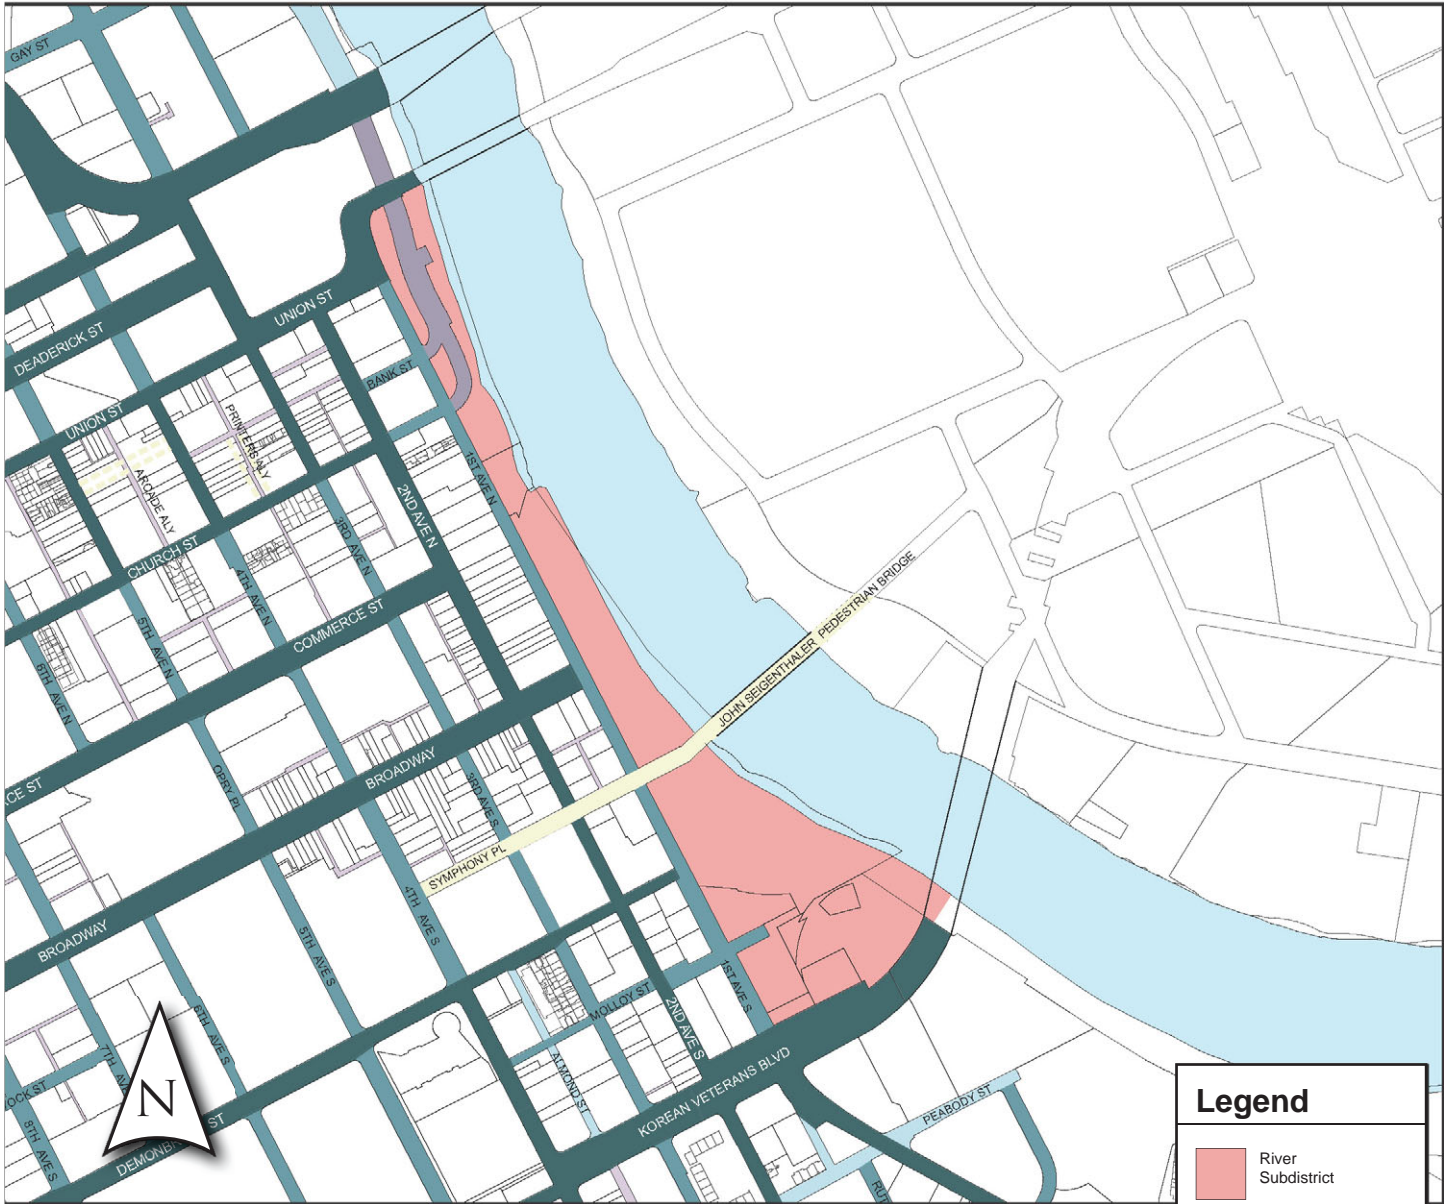 GAY ST
DEADERICK ST
UNION ST
UNION ST
BANK ST
PRINTERS ALY
ARCADE ALY
CHURCH ST
1ST AVE N
2ND AVE N
3RD AVE N
4TH AVE N
5TH AVE N
6TH AVE N
COMMERCE ST
CE ST
OPRY PL
BROADWAY
BROADWAY
3RD AVE S
SYMPHONY PL
JOHN SEIGENTHALER PEDESTRIAN BRIDGE
4TH AVE S
5TH AVE S
6TH AVE S
7TH AV
8TH AVE S
OCK ST
DEMONBR
ST
MOLLOY ST
ALMOND ST
1ST AVE S
2ND AVE S
KOREAN VETERANS BLVD
PEABODY ST
RUT
N
Legend
River
Subdistrict